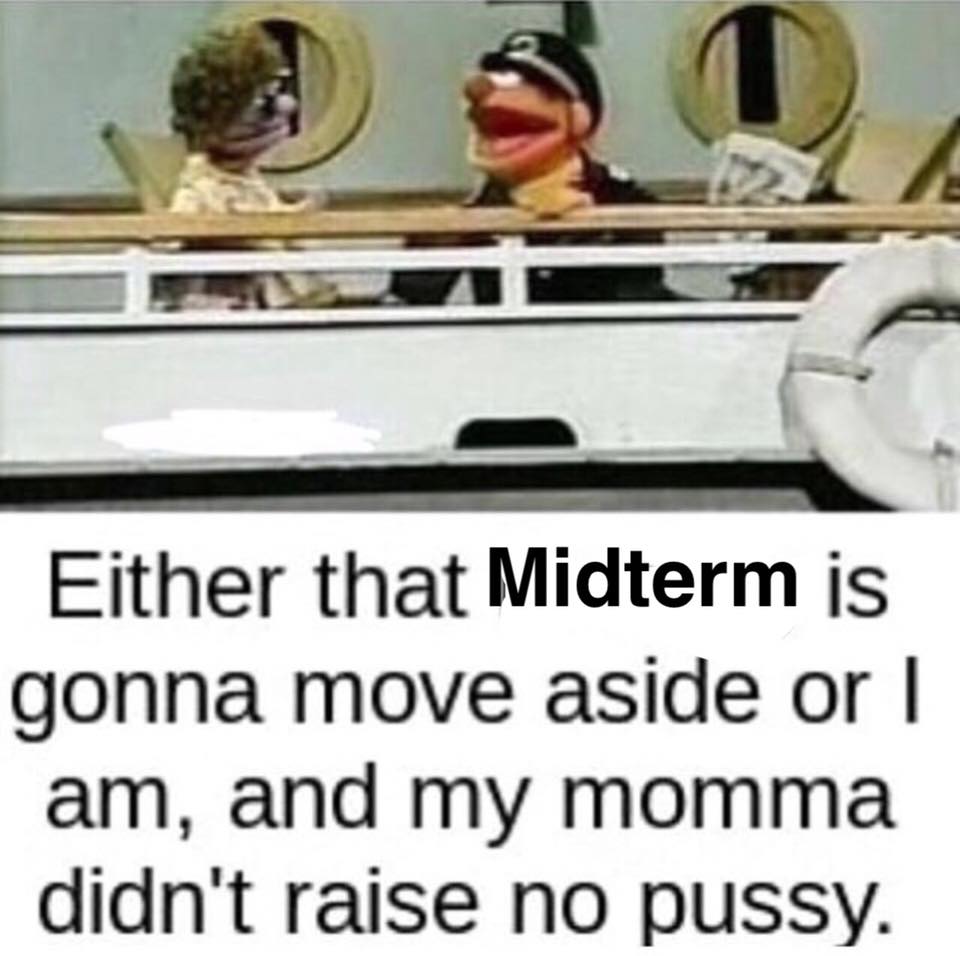 Either that Midterm is
gonna move aside or I
am, and my momma
didn't raise no pussy.